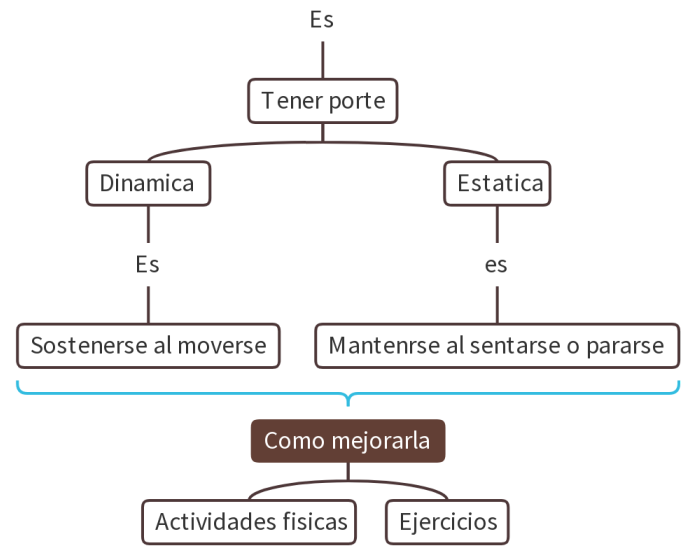 Es
Tener porte
Dinamica
Estatica
Es
es
Sostenerse al moverse
Mantenrse al sentarse o pararse
Como mejorarla
Actividades fisicas
Ejercicios